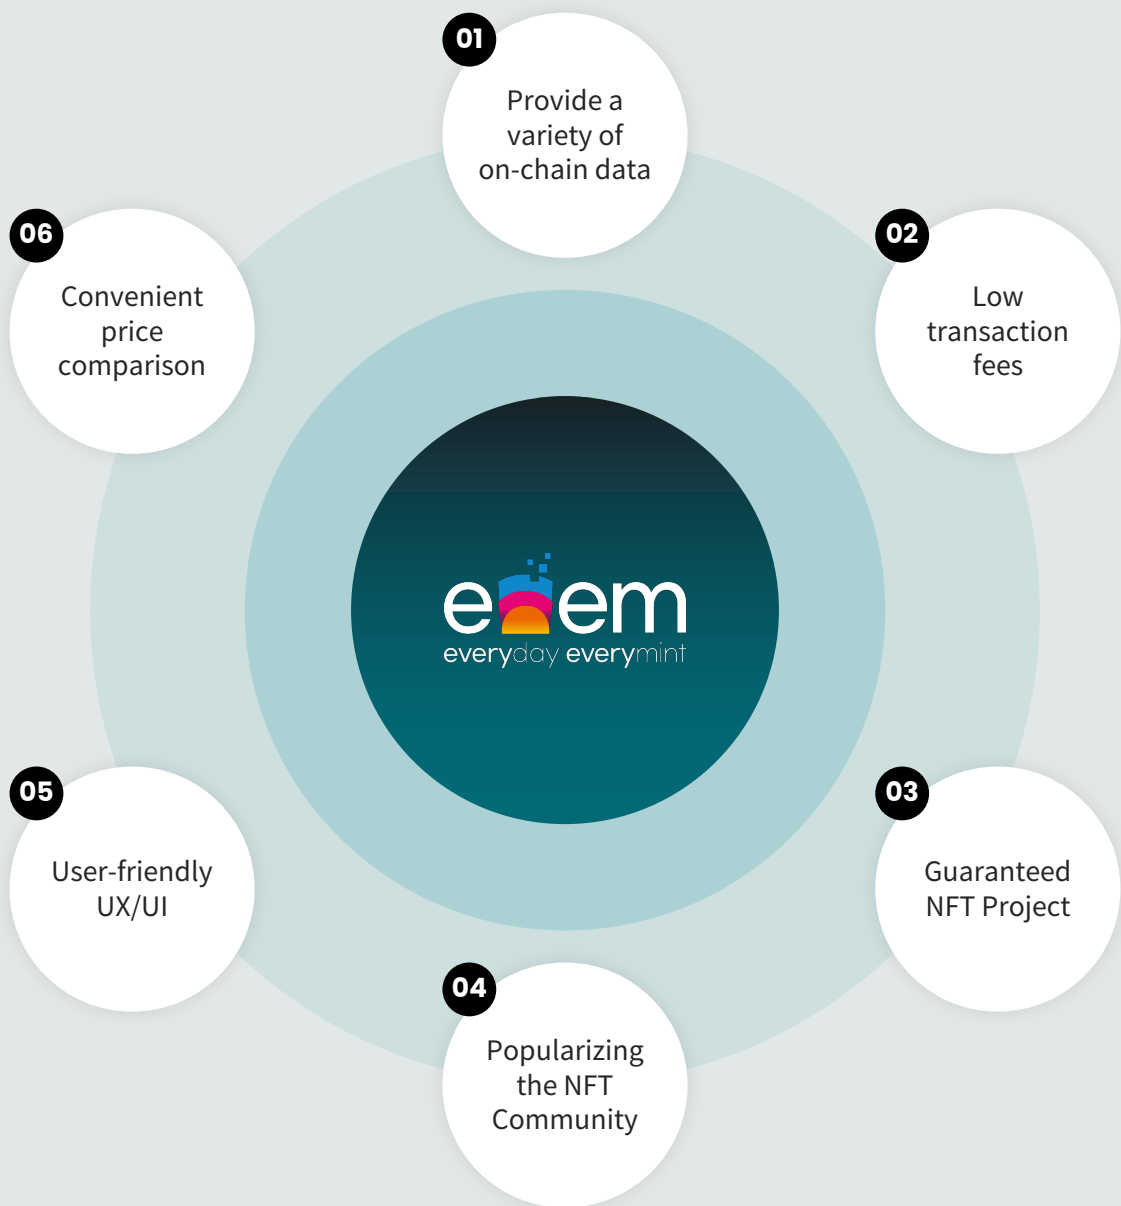 01
Provide a
variety of
on-chain data
02
Low
transaction
fees
03
Guaranteed
NFT Project
04
Popularizing
the NFT
Community
05
User-friendly
UX/UI
06
Convenient
price
comparison
e em
everyday everymint